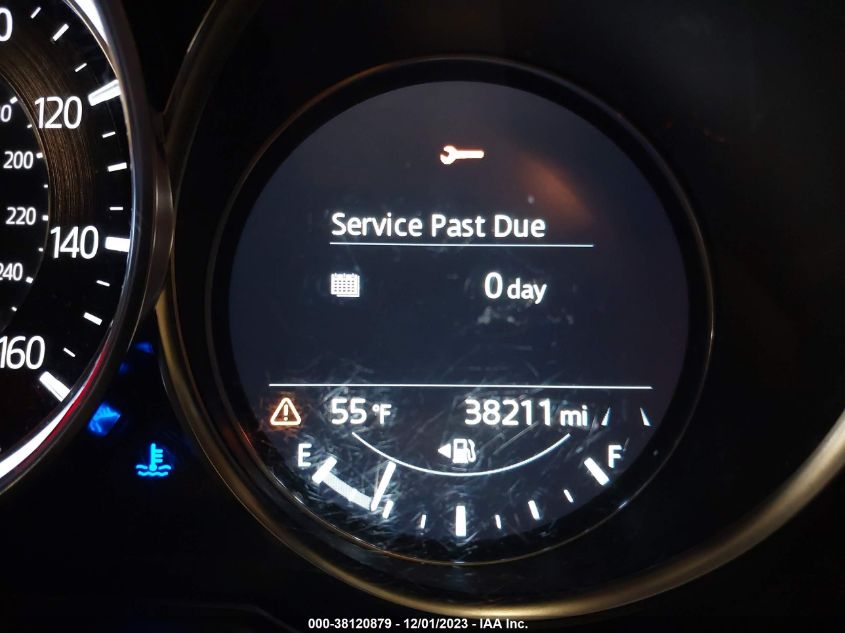 120
200
220
140
240
160
Service Past Due
0 day
55 °F
38211 mi
E
F
000-38120879 - 12/01/2023 - IAA Inc.